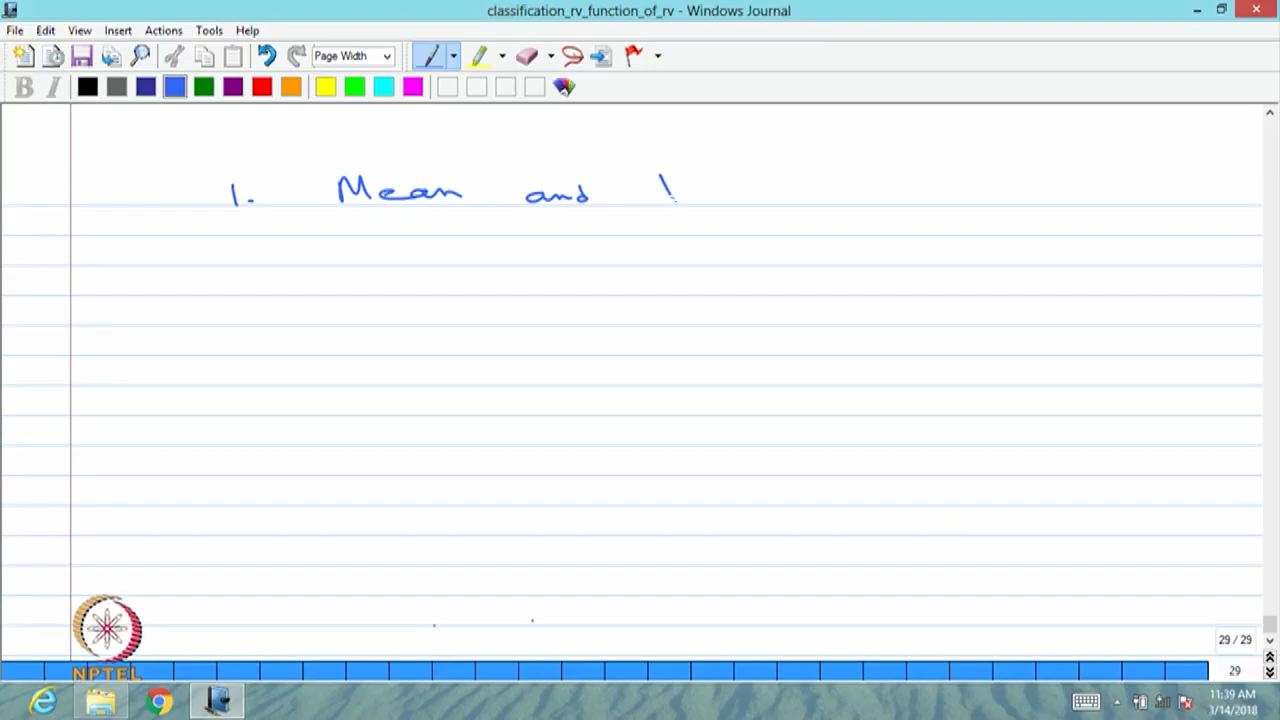 classification_rv_function_of_rv - Windows Journal
File Edit View Insert Actions Tools Help
Page Width
B I
1. Mean and
29 / 29
NPTEL
29
11:39 AM
3/14/2018